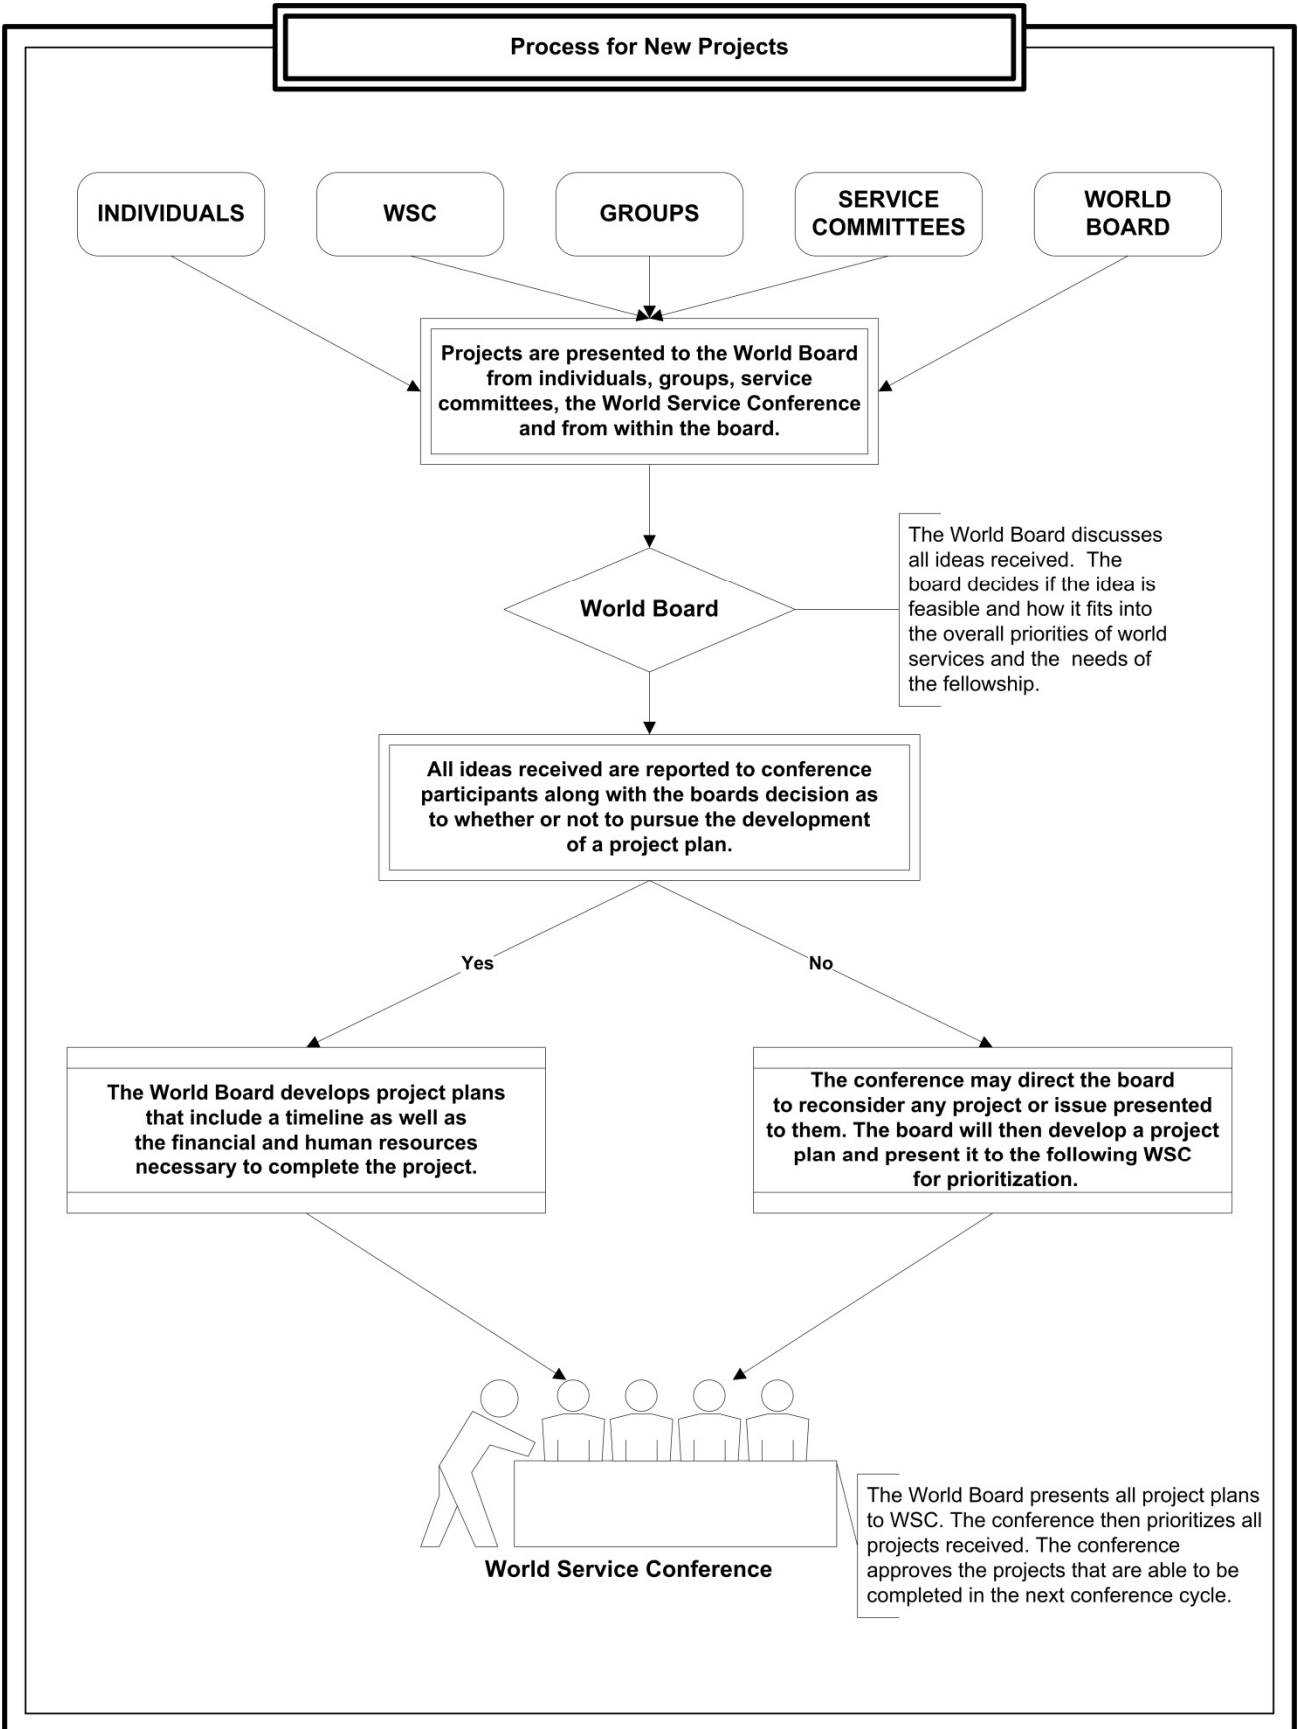 Process for New Projects
INDIVIDUALS
WSC
GROUPS
SERVICE
COMMITTEES
WORLD
BOARD
Projects are presented to the World Board
from individuals, groups, service
committees, the World Service Conference
and from within the board.
World Board
The World Board discusses
all ideas received.  The
board decides if the idea is
feasible and how it fits into
the overall priorities of world
services and the  needs of
the fellowship.
All ideas received are reported to conference
participants along with the boards decision as
to whether or not to pursue the development
of a project plan.
Yes
No
The World Board develops project plans
that include a timeline as well as
the financial and human resources
necessary to complete the project.
The conference may direct the board
to reconsider any project or issue presented
to them. The board will then develop a project
plan and present it to the following WSC
for prioritization.
World Service Conference
The World Board presents all project plans
to WSC. The conference then prioritizes all
projects received. The conference
approves the projects that are able to be
completed in the next conference cycle.